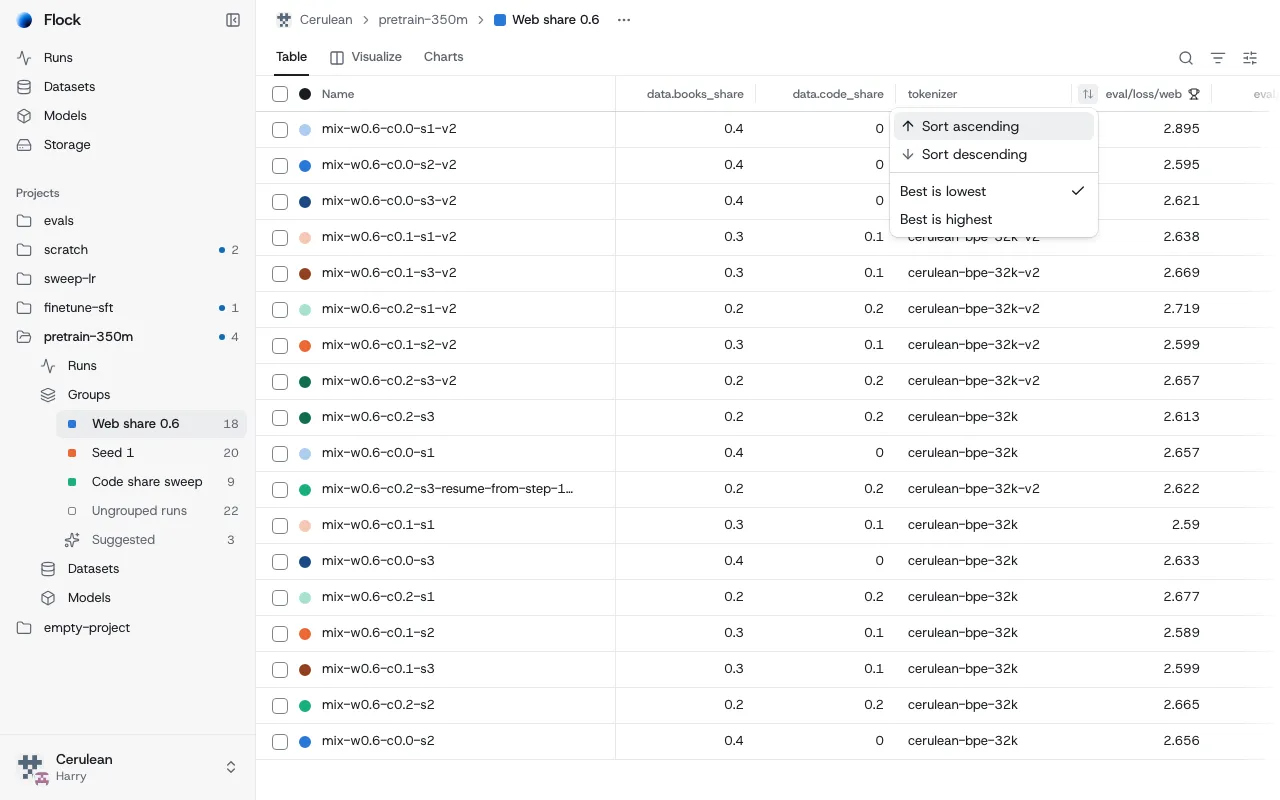 Flock
Runs
Datasets
Models
Storage
Projects
evals
scratch 2
sweep-lr
finetune-sft 1
pretrain-350m 4
Runs
Groups
Web share 0.6 18
Seed 1 20
Code share sweep 9
Ungrouped runs 22
Suggested 3
Datasets
Models
empty-project
Cerulean
Harry
Cerulean > pretrain-350m > Web share 0.6 ...
Table Visualize Charts
Name data.books_share data.code_share tokenizer eval/loss/web eval
Sort ascending
Sort descending
Best is lowest
Best is highest
mix-w0.6-c0.0-s1-v2 0.4 0 2.895
mix-w0.6-c0.0-s2-v2 0.4 0 2.595
mix-w0.6-c0.0-s3-v2 0.4 0 2.621
mix-w0.6-c0.1-s1-v2 0.3 0.1 cerulean-bpe-32k-v2 2.638
mix-w0.6-c0.1-s3-v2 0.3 0.1 cerulean-bpe-32k-v2 2.669
mix-w0.6-c0.2-s1-v2 0.2 0.2 cerulean-bpe-32k-v2 2.719
mix-w0.6-c0.1-s2-v2 0.3 0.1 cerulean-bpe-32k-v2 2.599
mix-w0.6-c0.2-s3-v2 0.2 0.2 cerulean-bpe-32k-v2 2.657
mix-w0.6-c0.2-s3 0.2 0.2 cerulean-bpe-32k 2.613
mix-w0.6-c0.0-s1 0.4 0 cerulean-bpe-32k 2.657
mix-w0.6-c0.2-s3-resume-from-step-1... 0.2 0.2 cerulean-bpe-32k-v2 2.622
mix-w0.6-c0.1-s1 0.3 0.1 cerulean-bpe-32k 2.59
mix-w0.6-c0.0-s3 0.4 0 cerulean-bpe-32k 2.633
mix-w0.6-c0.2-s1 0.2 0.2 cerulean-bpe-32k 2.677
mix-w0.6-c0.1-s2 0.3 0.1 cerulean-bpe-32k 2.589
mix-w0.6-c0.1-s3 0.3 0.1 cerulean-bpe-32k 2.599
mix-w0.6-c0.2-s2 0.2 0.2 cerulean-bpe-32k 2.665
mix-w0.6-c0.0-s2 0.4 0 cerulean-bpe-32k 2.656